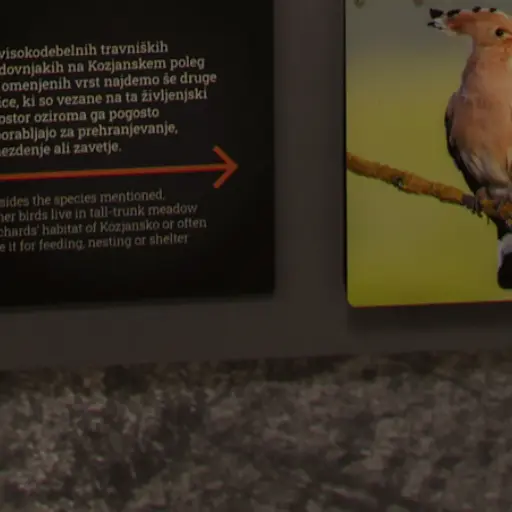 visokodebelnih travniških
dovnjakih na Kozjanskem poleg
omenjenih vrst najdemo še druge
ice, ki so vezane na ta življenjski
ostor oziroma ga pogosto
orabljajo za prehranjevanje,
ezdenje ali zavetje.
sides the species mentioned,
her birds live in tall-trunk meadow
chards' habitat of Kozjansko or often
e it for feeding, nesting or shelter